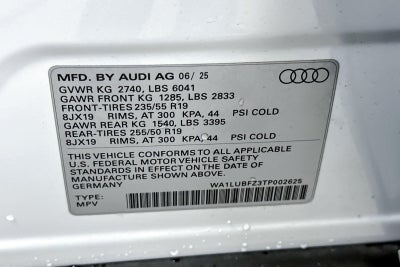 MFD. BY AUDI AG 06/25
GVWR KG 2740, LBS 6041
GAWR FRONT KG 1285, LBS 2833
FRONT-TIRES 235/55 R19
8JX19 RIMS, AT 300 KPA, 44 PSI COLD
GAWR REAR KG 1540, LBS 3395
REAR-TIRES 255/50 R19
8JX19 RIMS, AT 300 KPA, 44 PSI COLD
THIS VEHICLE CONFORMS TO ALL APPLICABLE
U.S. FEDERAL MOTOR VEHICLE SAFETY
STANDARDS IN EFFECT ON THE DATE OF
MANUFACTURE SHOWN ABOVE.
GERMANY WA1LUBFZ3TP002625
TYPE:
MPV